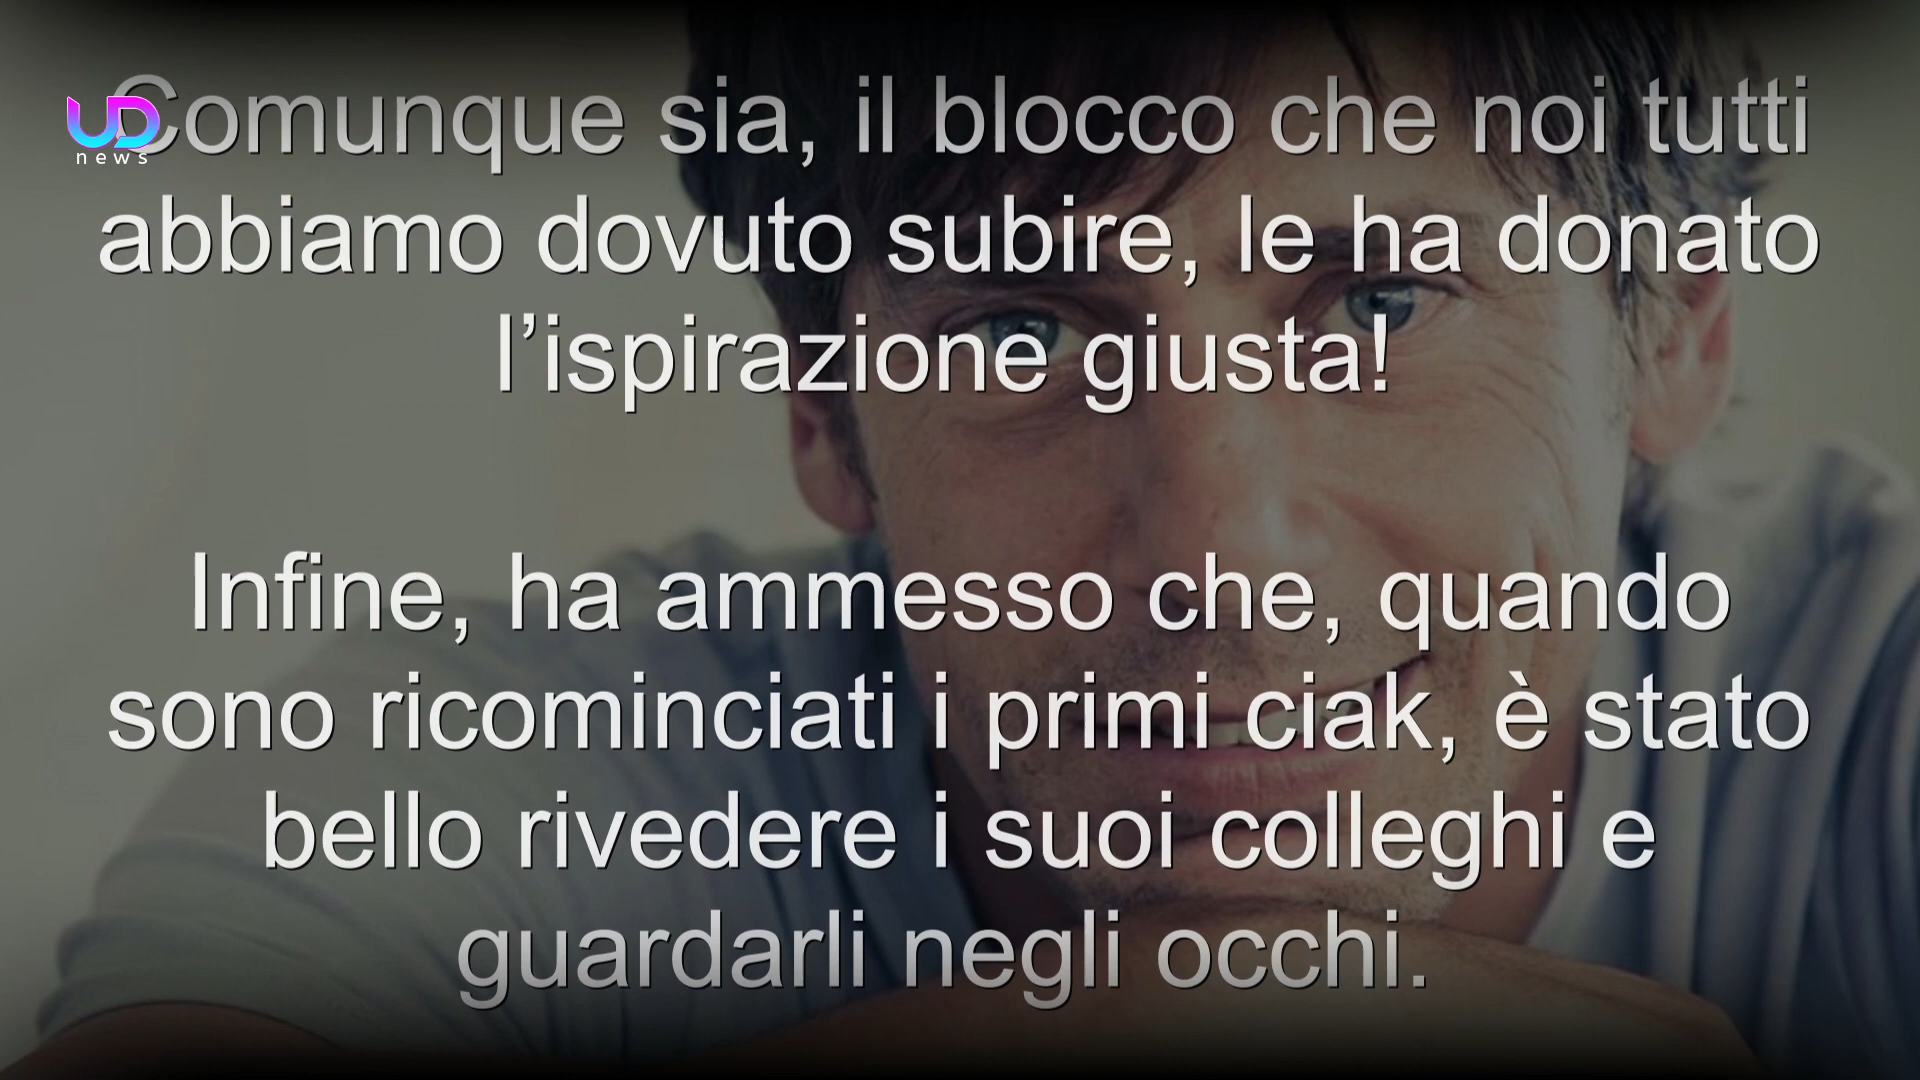 UD
news
Comunque sia, il blocco che noi tutti
abbiamo dovuto subire, le ha donato
l’ispirazione giusta!
Infine, ha ammesso che, quando
sono ricominciati i primi ciak, è stato
bello rivedere i suoi colleghi e
guardarli negli occhi.